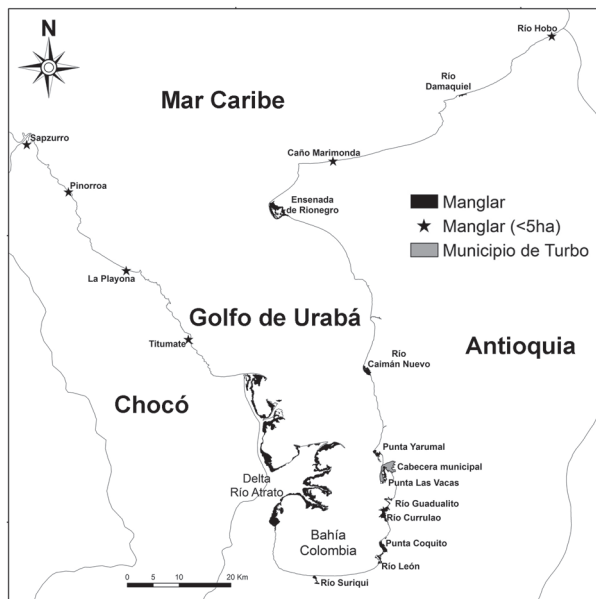 N
Río Hobo
Río
Damaquiel
Mar Caribe
Sapzurro
Caño Marimonda
Pinorroa
Ensenada
de Rionegro
Manglar
Manglar (<5ha)
Municipio de Turbo
La Playona
Golfo de Urabá
Titumate
Antioquia
Río
Caimán Nuevo
Chocó
Punta Yarumal
Cabecera municipal
Punta Las Vacas
Delta
Río Atrato
Río Guadualito
Río Currulao
Bahía
Colombia
Punta Coquito
Río León
Río Suriqui
0 5 10 20 Km